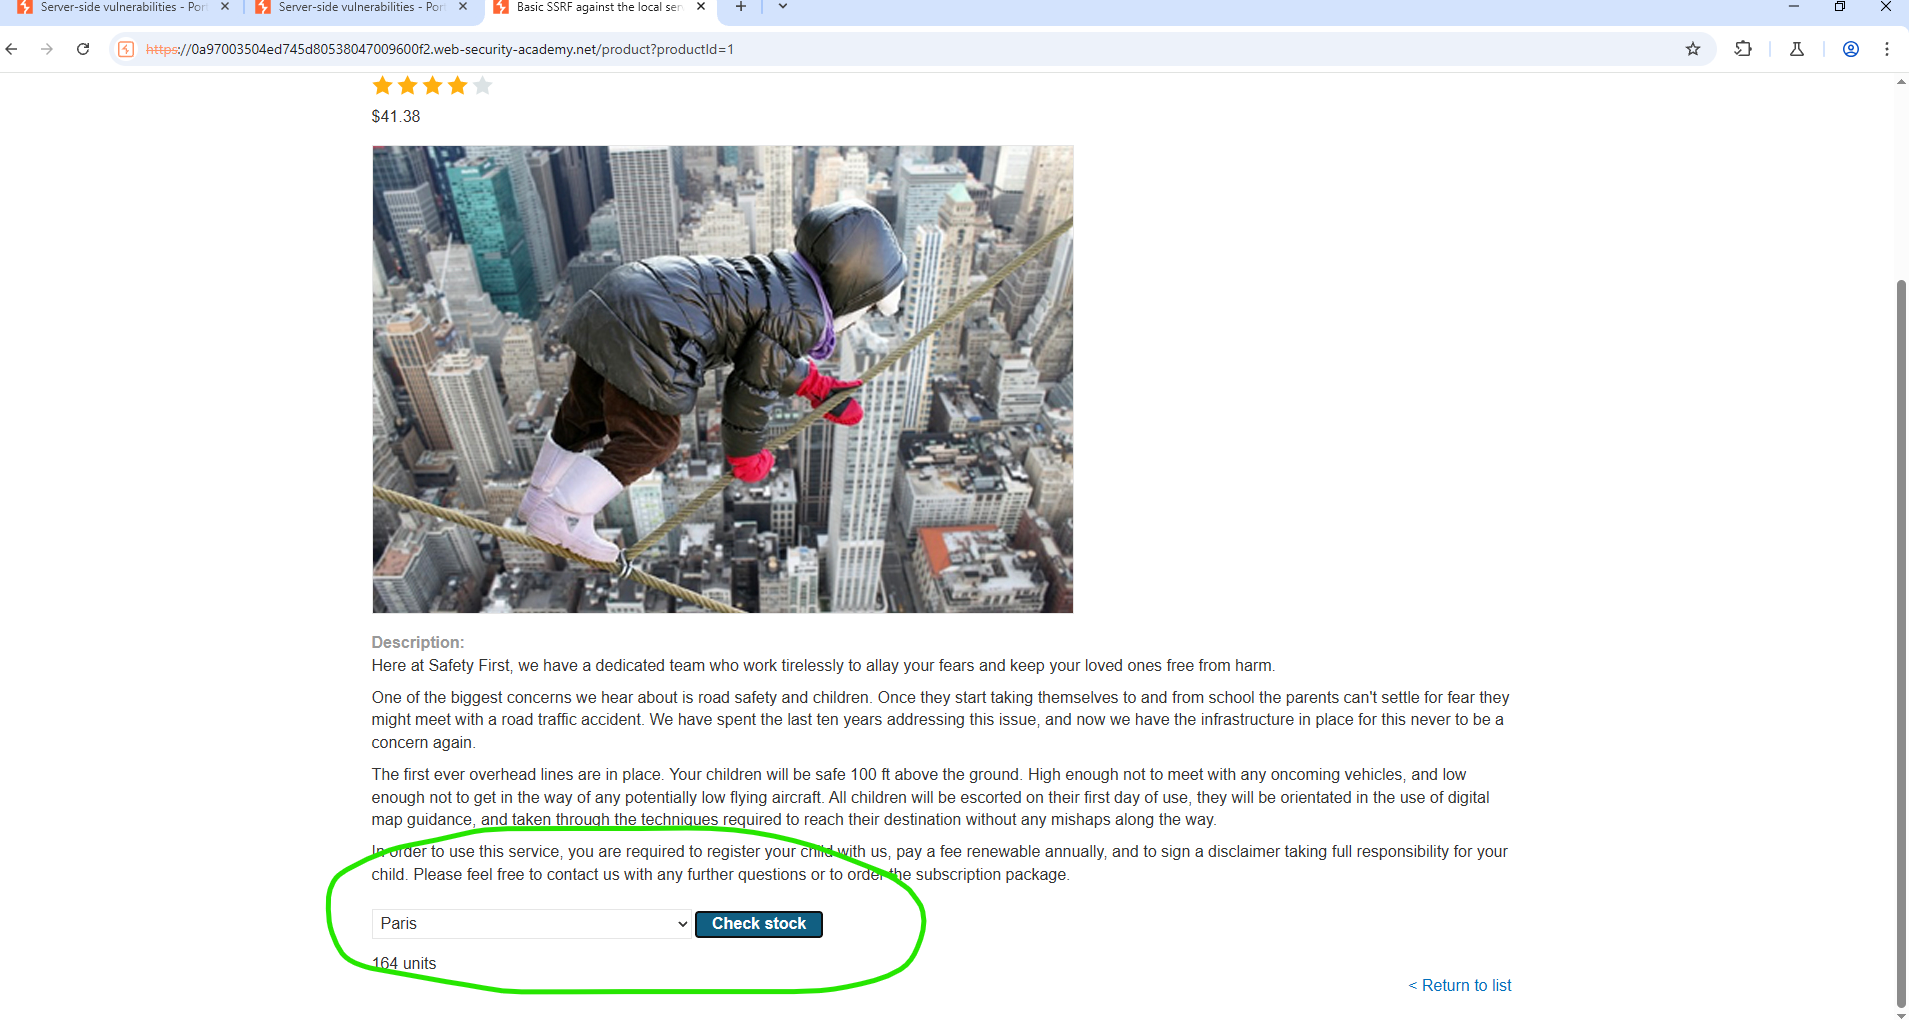 Server-side vulnerabilities - Por
Server-side vulnerabilities - Por
Basic SSRF against the local ser
https://0a97003504ed745d80538047009600f2.web-security-academy.net/product?productId=1
$41.38
Description:
Here at Safety First, we have a dedicated team who work tirelessly to allay your fears and keep your loved ones free from harm.
One of the biggest concerns we hear about is road safety and children. Once they start taking themselves to and from school the parents can't settle for fear they
might meet with a road traffic accident. We have spent the last ten years addressing this issue, and now we have the infrastructure in place for this never to be a
concern again.
The first ever overhead lines are in place. Your children will be safe 100 ft above the ground. High enough not to meet with any oncoming vehicles, and low
enough not to get in the way of any potentially low flying aircraft. All children will be escorted on their first day of use, they will be orientated in the use of digital
map guidance, and taken through the techniques required to reach their destination without any mishaps along the way.
In order to use this service, you are required to register your child with us, pay a fee renewable annually, and to sign a disclaimer taking full responsibility for your
child. Please feel free to contact us with any further questions or to order the subscription package.
Paris
Check stock
164 units
< Return to list